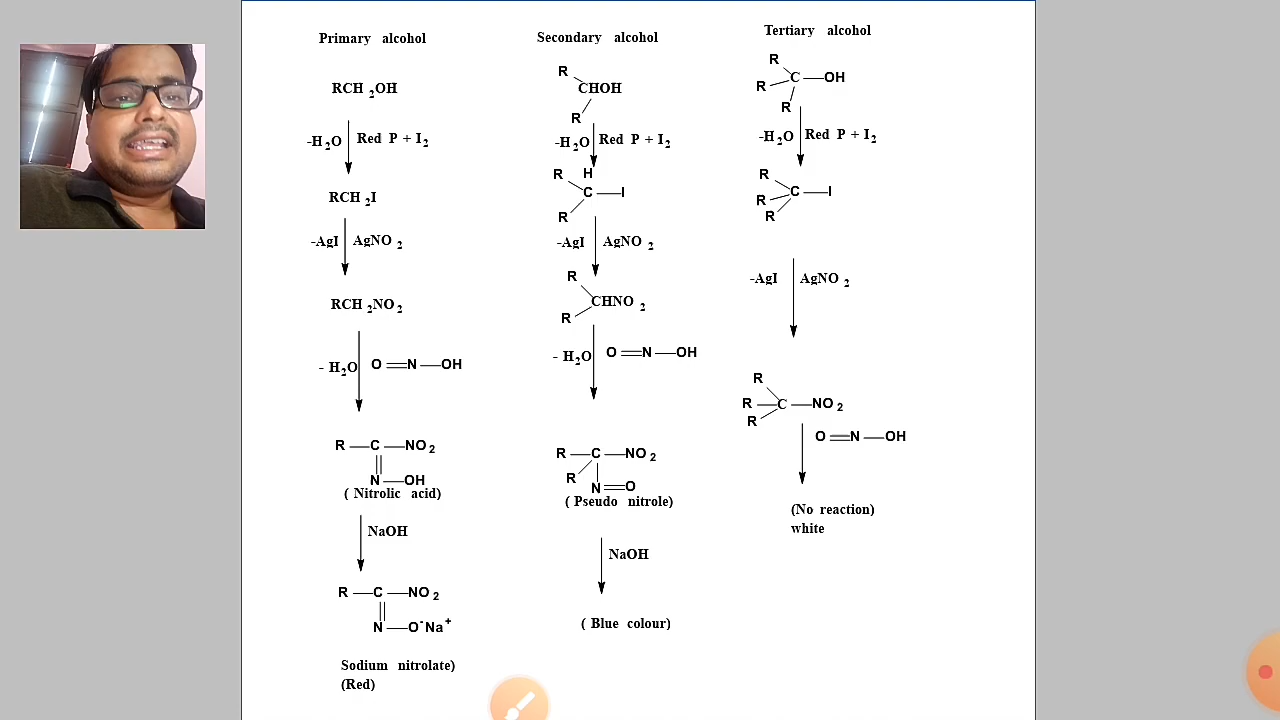 Primary alcohol
RCH2OH
-H2O Red P + I2
RCH2I
-AgI AgNO2
RCH2NO2
- H2O O=N—OH
R—C—NO2
N—OH
( Nitrolic acid)
NaOH
R—C—NO2
N—O-Na+
Sodium nitrolate)
(Red)
Secondary alcohol
R
CHOH
R
-H2O Red P + I2
R H
C—I
R
-AgI AgNO2
R
CHNO2
R
- H2O O=N—OH
R—C—NO2
R
N=O
( Pseudo nitrole)
NaOH
( Blue colour)
Tertiary alcohol
R
R C—OH
R
-H2O Red P + I2
R
R C—I
R
-AgI AgNO2
R
R—C—NO2
R
O=N—OH
(No reaction)
white